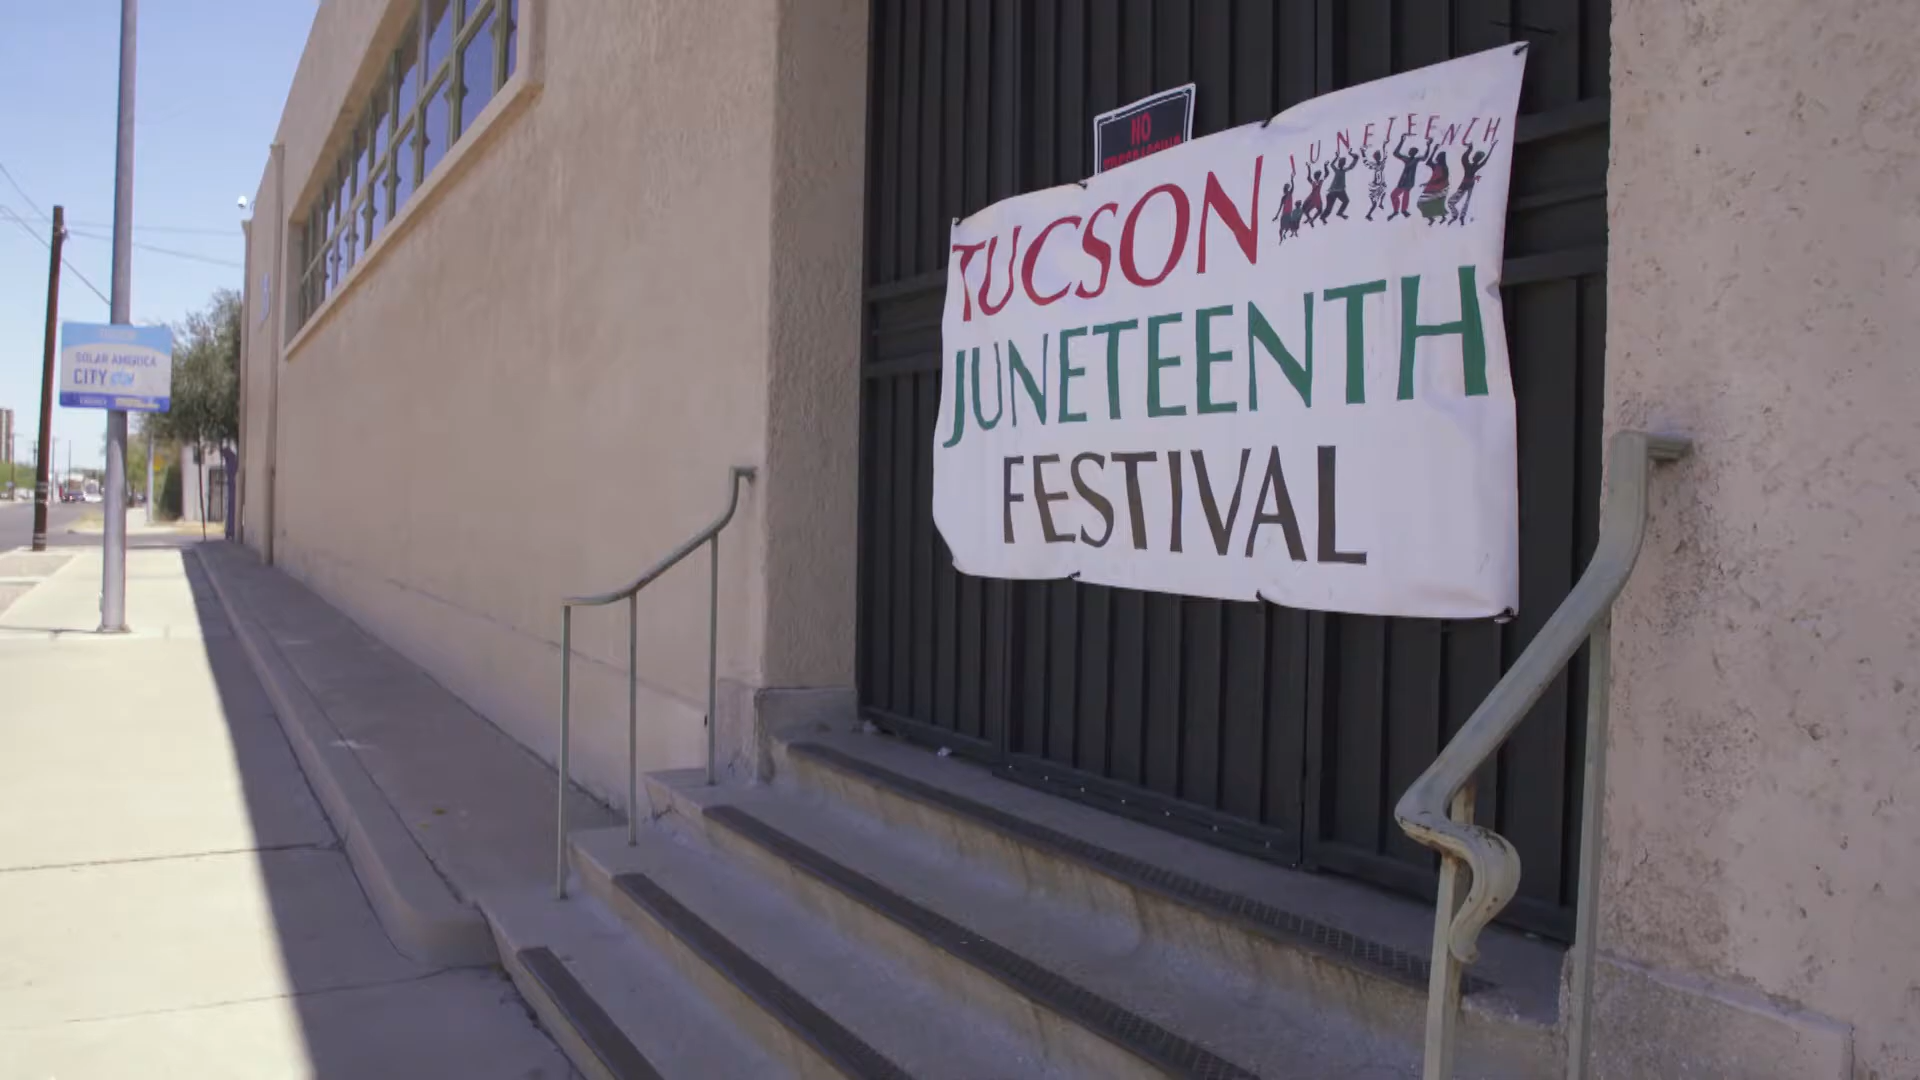 SOLAR AMERICA
CITY
NO
TUCSON
JUNETEENTH
JUNETEENTH
FESTIVAL